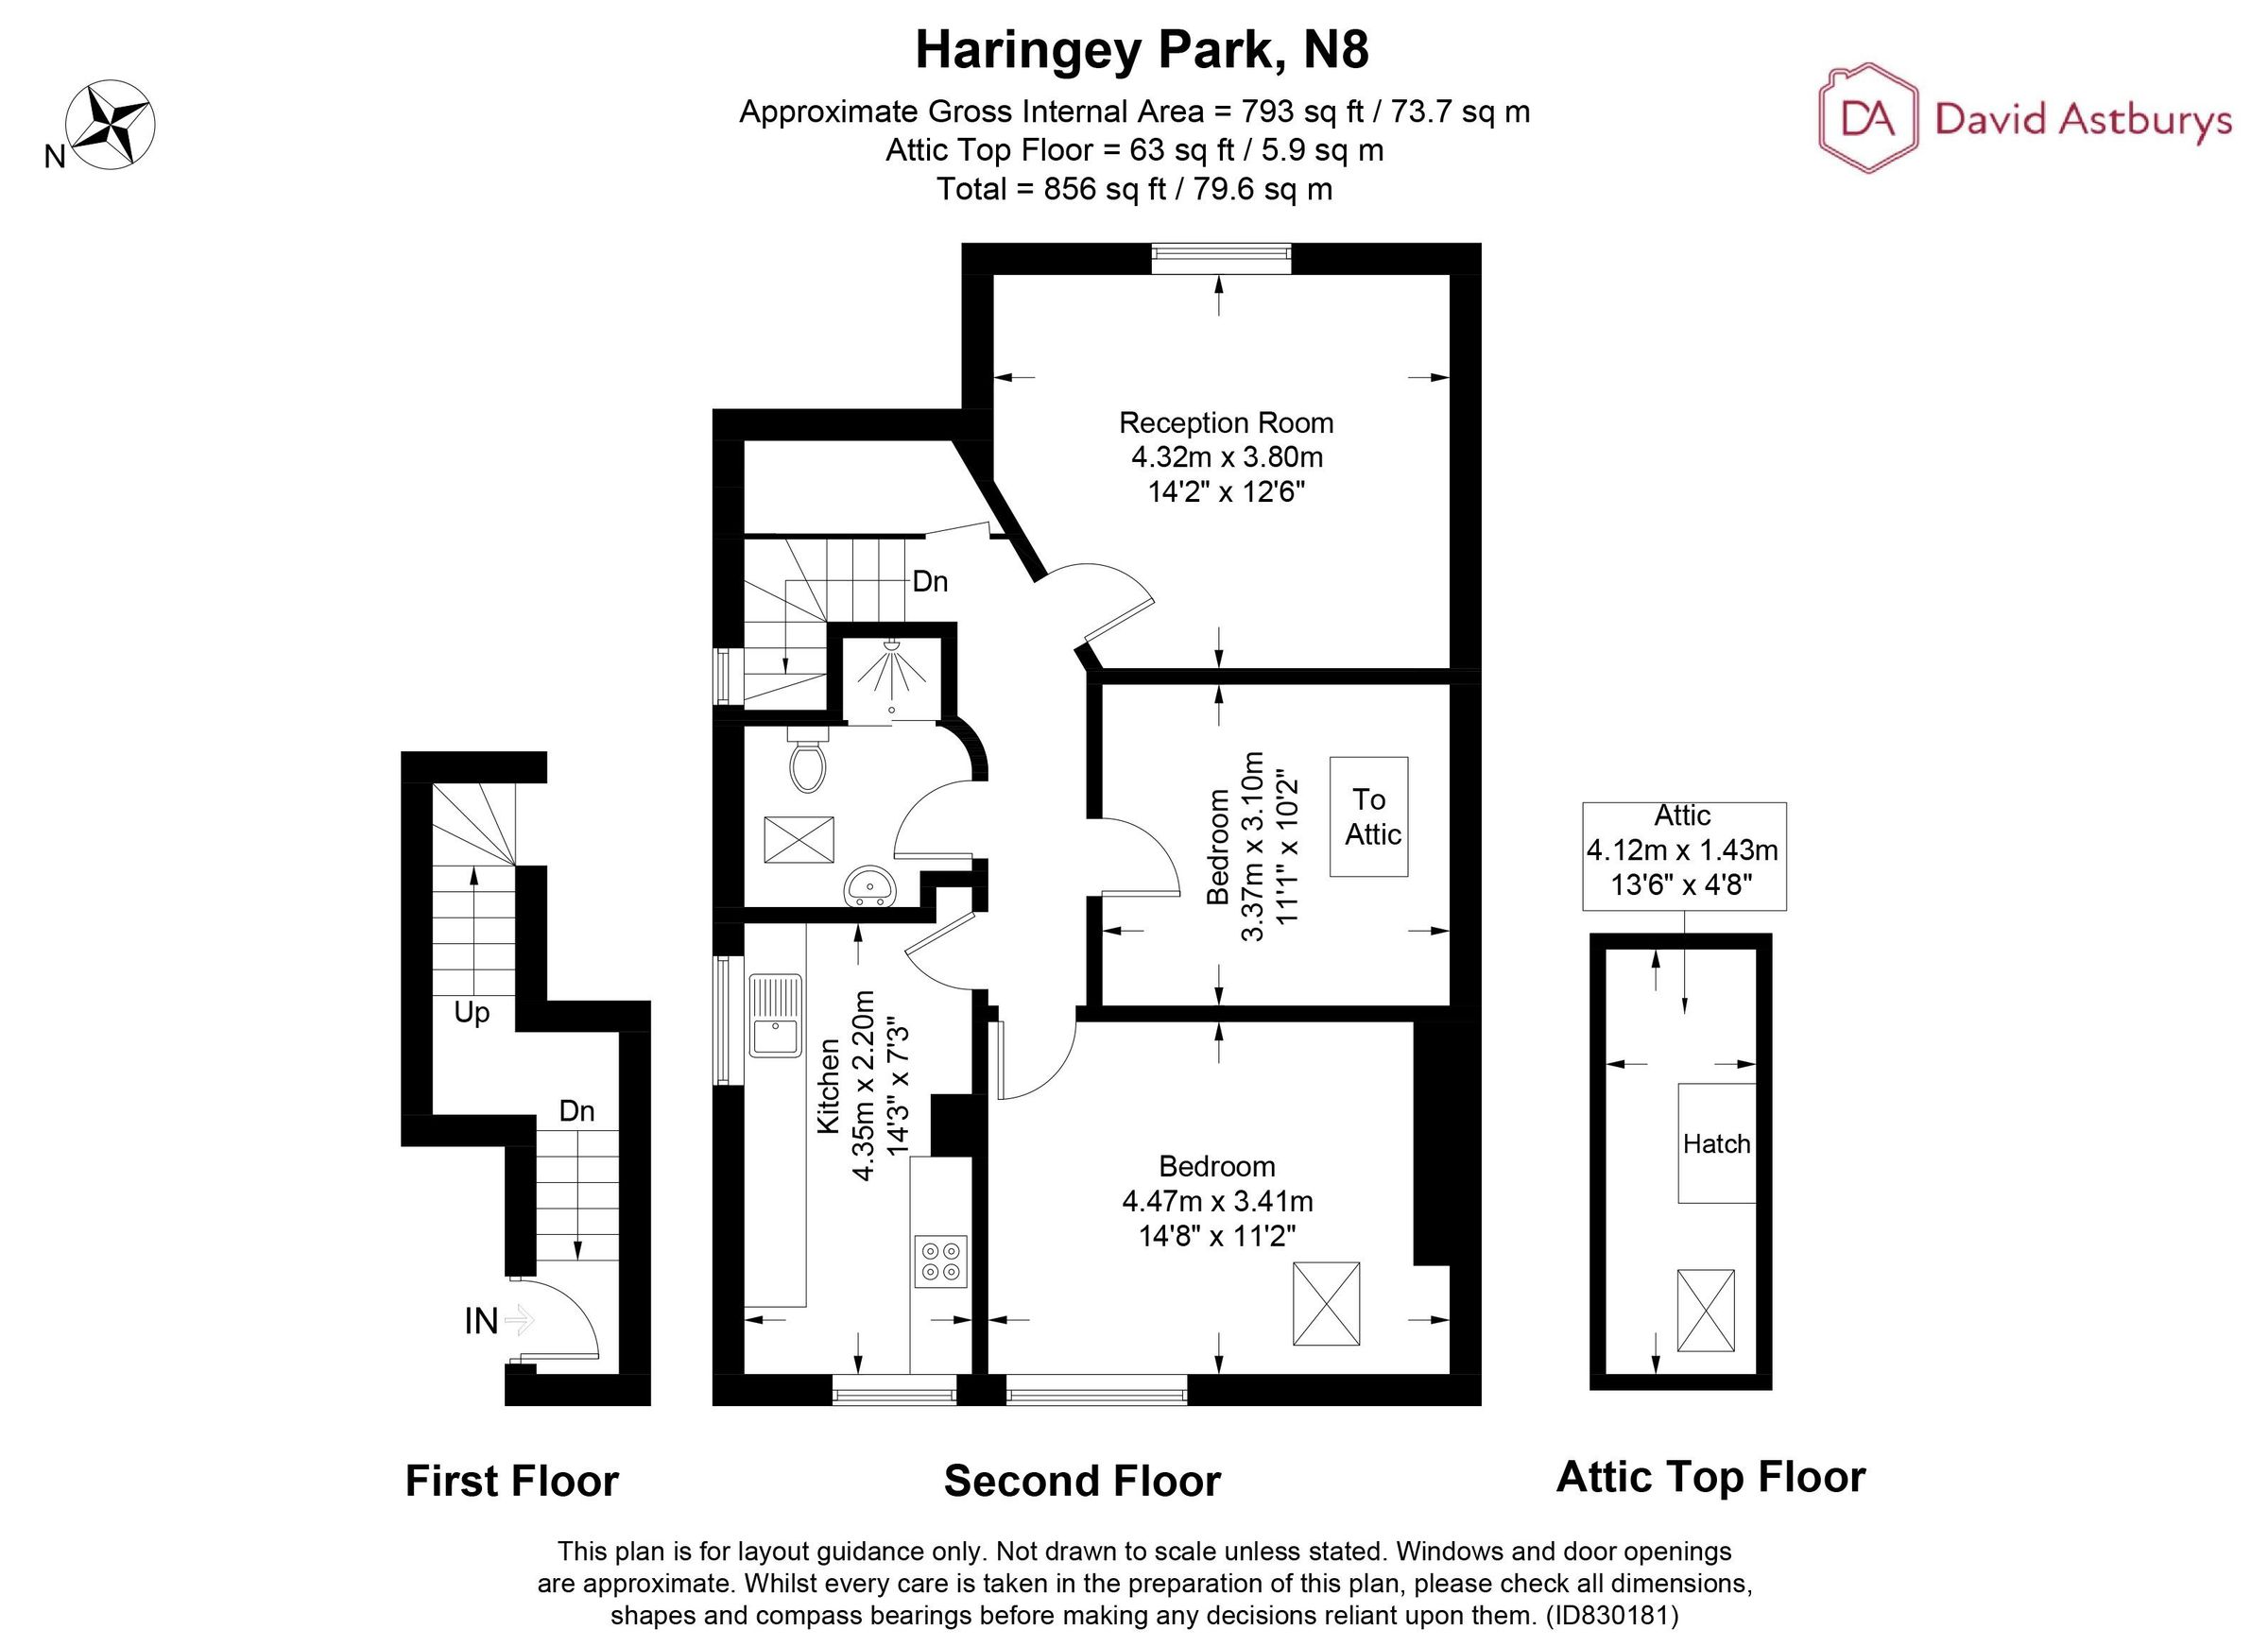 Haringey Park, N8
Approximate Gross Internal Area = 793 sq ft / 73.7 sq m
Attic Top Floor = 63 sq ft / 5.9 sq m
Total = 856 sq ft / 79.6 sq m
N
DA
David Astburys
Reception Room
4.32m x 3.80m
14'2" x 12'6"
Dn
Bedroom
3.37m x 3.10m
11'1" x 10'2"
To
Attic
Kitchen
4.35m x 2.20m
14'3" x 7'3"
Bedroom
4.47m x 3.41m
14'8" x 11'2"
Up
Dn
IN
Attic
4.12m x 1.43m
13'6" x 4'8"
Hatch
First Floor
Second Floor
Attic Top Floor
This plan is for layout guidance only. Not drawn to scale unless stated. Windows and door openings
are approximate. Whilst every care is taken in the preparation of this plan, please check all dimensions,
shapes and compass bearings before making any decisions reliant upon them. (ID830181)